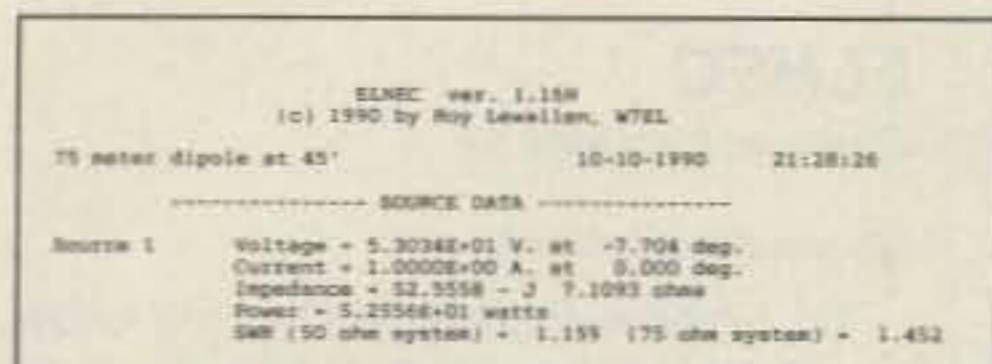 ELNEC ver. 1.15N
(c) 1990 by Roy Lewallen, W7EL
75 meter dipole at 45' 10-10-1990 21:28:26
--------------- SOURCE DATA ---------------
Source 1 Voltage = 5.3034E+01 V. at -7.704 deg.
Current = 1.0000E+00 A. at 0.000 deg.
Impedance = 52.5558 - J 7.1093 ohms
Power = 5.2556E+01 watts
SWR (50 ohm system) = 1.159 (75 ohm system) = 1.452